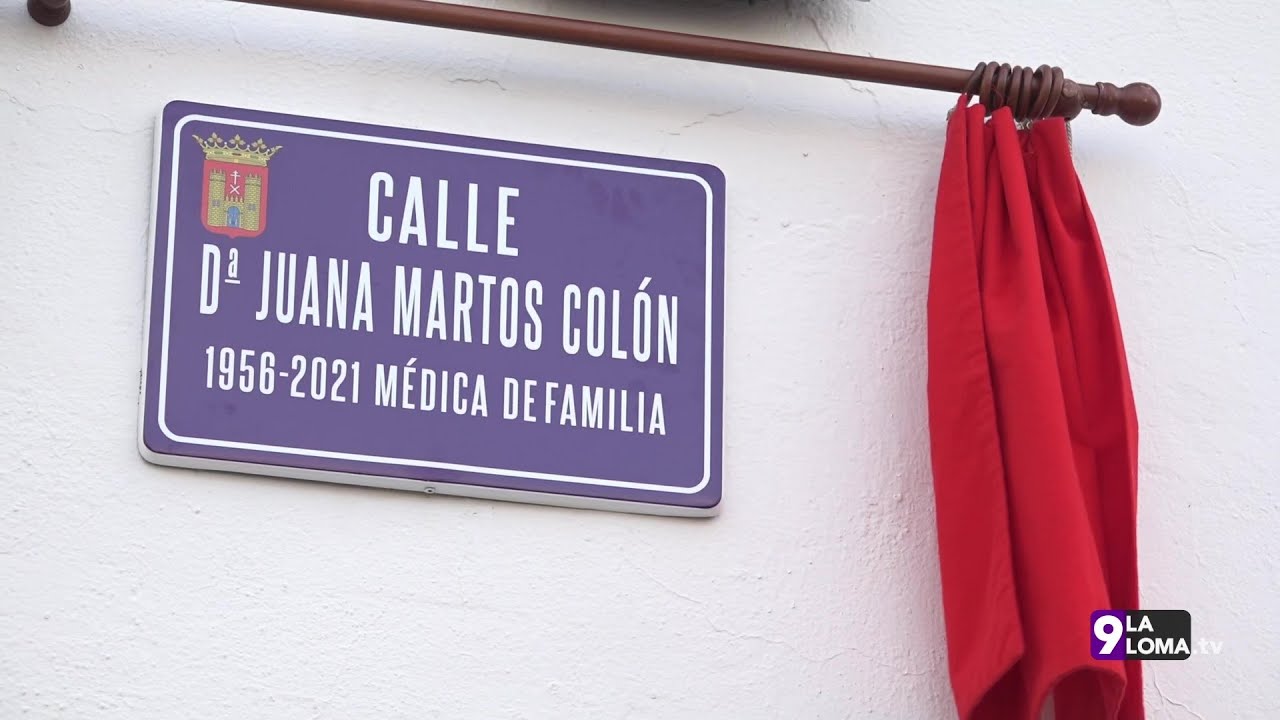 CALLE
Dª JUANA MARTOS COLÓN
1956-2021 MÉDICA DE FAMILIA
9 LA
LOMA.tv